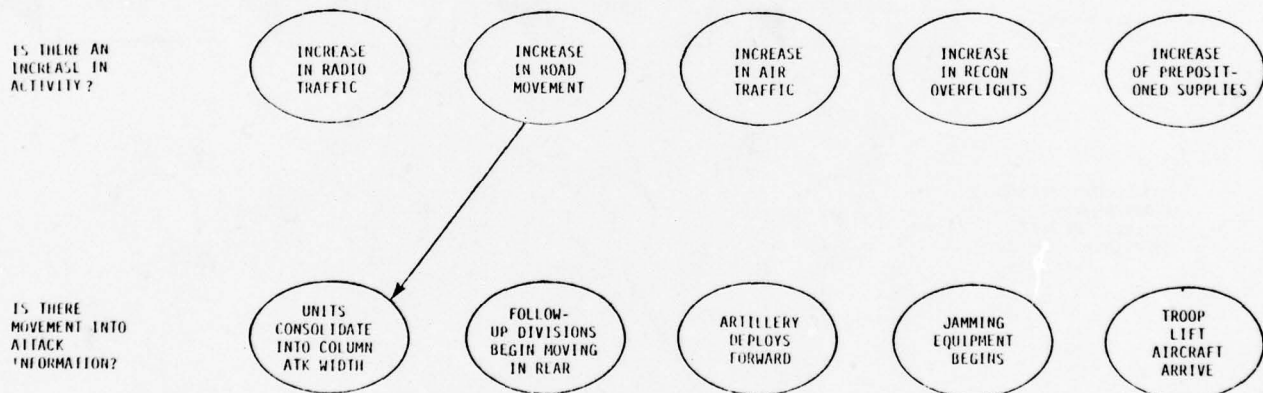 IS THERE AN
INCREASE IN
ACTIVITY?
INCREASE
IN RADIO
TRAFFIC
INCREASE
IN ROAD
MOVEMENT
INCREASE
IN AIR
TRAFFIC
INCREASE
IN RECON
OVERFLIGHTS
INCREASE
OF PREPOSIT-
ONED SUPPLIES
IS THERE
MOVEMENT INTO
ATTACK
INFORMATION?
UNITS
CONSOLIDATE
INTO COLUMN
ATK WIDTH
FOLLOW-
UP DIVISIONS
BEGIN MOVING
IN REAR
ARTILLERY
DEPLOYS
FORWARD
JAMMING
EQUIPMENT
BEGINS
TROOP
LIFT
AIRCRAFT
ARRIVE